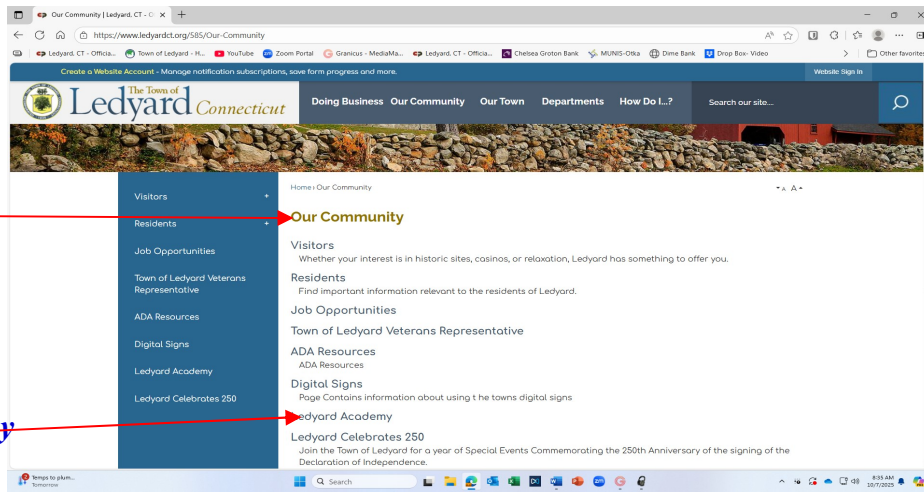 Our Community | Ledyard, CT - O
https://www.ledyardct.org/585/Our-Community
Ledyard, CT - Officia...
Town of Ledyard - H...
YouTube
Zoom Portal
Granicus - MediaMa...
Ledyard, CT - Officia...
Chelsea Groton Bank
MUNIS-Otka
Dime Bank
Drop Box- Video
Other favorites
Create a Website Account - Manage notification subscriptions, save form progress and more.
Website Sign In
The Town of
Ledyard Connecticut
Doing Business
Our Community
Our Town
Departments
How Do I...?
Search our site...
Visitors +
Residents +
Job Opportunities
Town of Ledyard Veterans
Representative
ADA Resources
Digital Signs
Ledyard Academy
Ledyard Celebrates 250
Home › Our Community
Our Community
Visitors
Whether your interest is in historic sites, casinos, or relaxation, Ledyard has something to offer you.
Residents
Find important information relevant to the residents of Ledyard.
Job Opportunities
Town of Ledyard Veterans Representative
ADA Resources
ADA Resources
Digital Signs
Page Contains information about using t he towns digital signs
edyard Academy
Ledyard Celebrates 250
Join the Town of Ledyard for a year of Special Events Commemorating the 250th Anniversary of the signing of the
Declaration of Independence.
y
Temps to plum...
Tomorrow
Search
8:35 AM
10/7/2025